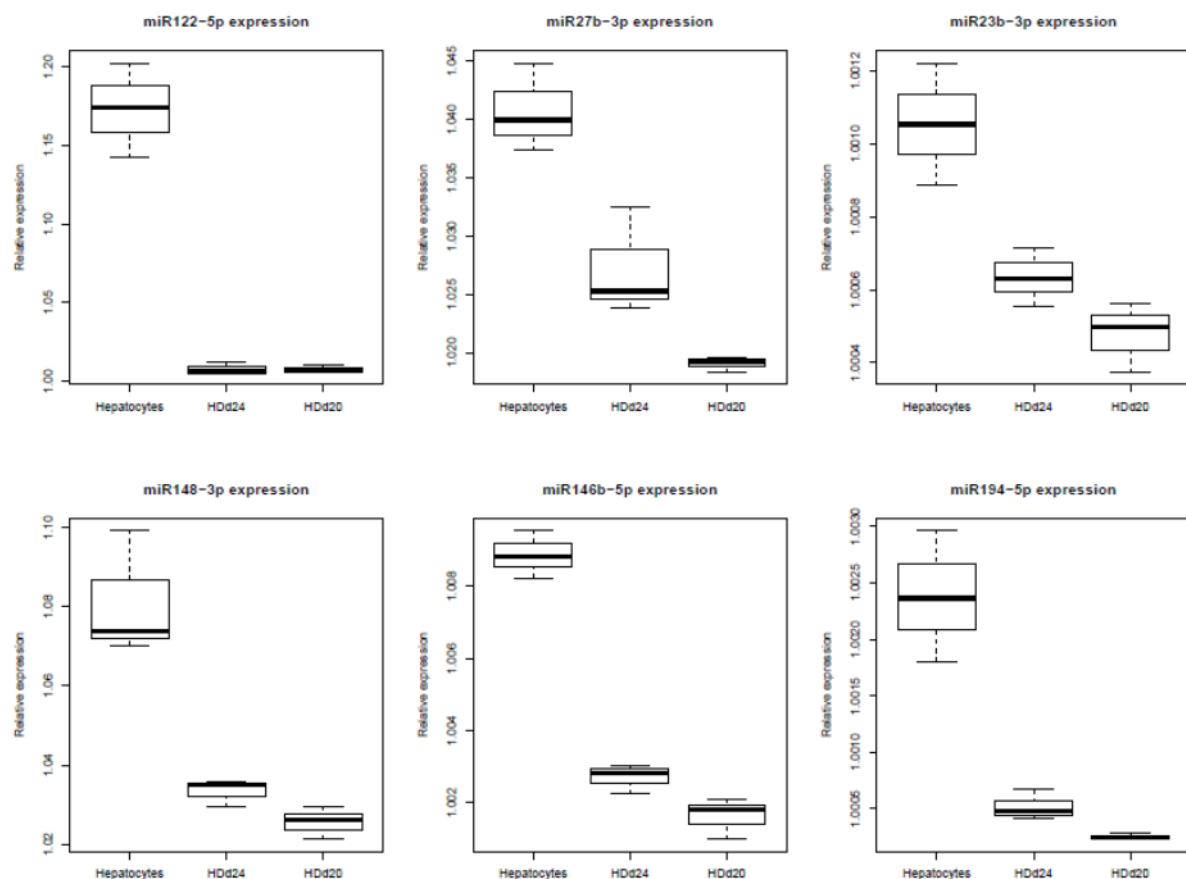 miR122−5p expression
Relative expression
1.20
1.15
1.10
1.05
1.00
Hepatocytes HDd24 HDd20
miR27b−3p expression
Relative expression
1.045
1.040
1.035
1.030
1.025
1.020
Hepatocytes HDd24 HDd20
miR23b−3p expression
Relative expression
1.0012
1.0010
1.0008
1.0006
1.0004
Hepatocytes HDd24 HDd20
miR148−3p expression
Relative expression
1.10
1.08
1.06
1.04
1.02
Hepatocytes HDd24 HDd20
miR146b−5p expression
Relative expression
1.008
1.006
1.004
1.002
Hepatocytes HDd24 HDd20
miR194−5p expression
Relative expression
1.0030
1.0025
1.0020
1.0015
1.0010
1.0005
Hepatocytes HDd24 HDd20